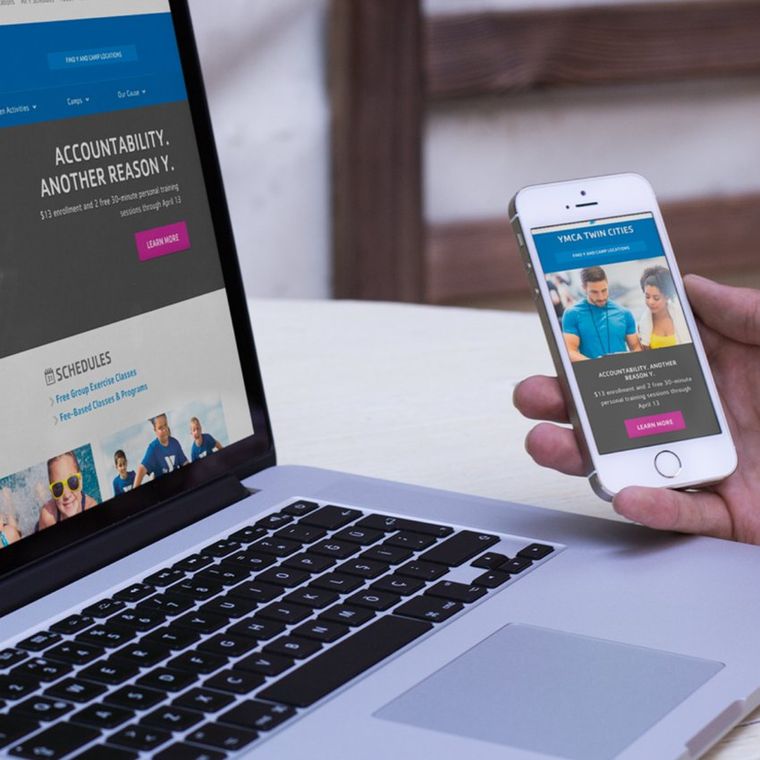 FIND Y AND CAMP LOCATIONS
Activities
Camps
Our Cause
ACCOUNTABILITY.
ANOTHER REASON Y.
$13 enrollment and 2 free 30-minute personal training
sessions through April 13
LEARN MORE
SCHEDULES
Free Group Exercise Classes
Fee-Based Classes & Programs
YMCA TWIN CITIES
FIND Y AND CAMP LOCATIONS
ACCOUNTABILITY.
ANOTHER REASON Y.
$13 enrollment and 2 free 30-minute
personal training sessions through
April 13
LEARN MORE